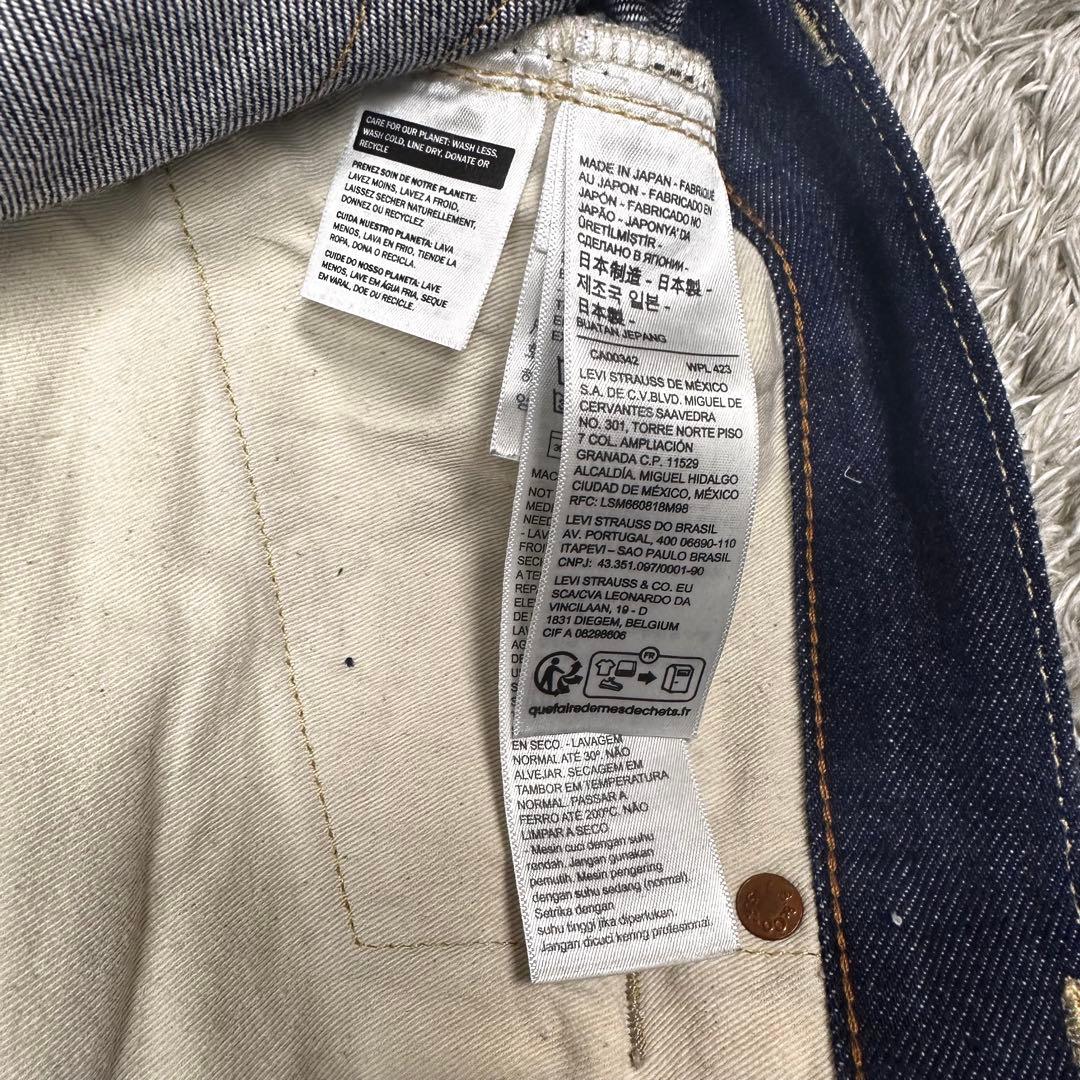 CARE FOR OUR PLANET: WASH LESS,
WASH COLD, LINE DRY, DONATE OR
RECYCLE
PRENEZ SOIN DE NOTRE PLANETE:
LAVEZ MOINS, LAVEZ A FROID,
LAISSEZ SECHER NATURELLEMENT,
DONNEZ OU RECYCLEZ
CUIDA NUESTRO PLANETA: LAVA
MENOS, LAVA EN FRIO, TIENDE LA
ROPA, DONA O RECICLA.
CUIDE DO NOSSO PLANETA: LAVE
MENOS, LAVE EM ÁGUA FRIA, SEQUE
EM VARAL, DOE OU RECICLE.
MADE IN JAPAN - FABRIQUÉ
AU JAPON - FABRICADO EN
JAPÓN - FABRICADO NO
JAPÃO - JAPONYA'DA
ÜRETİLMİŞTİR -
СДЕЛАНО В ЯПОНИИ -
日本制造 - 日本製 -
제조국 일본 -
日本製 -
BUATAN JEPANG
CA00342 WPL 423
LEVI STRAUSS DE MÉXICO
S.A. DE C.V.BLVD. MIGUEL DE
CERVANTES SAAVEDRA
NO. 301, TORRE NORTE PISO
7 COL. AMPLIACIÓN
GRANADA C.P. 11529
ALCALDÍA. MIGUEL HIDALGO
CIUDAD DE MÉXICO, MÉXICO
RFC: LSM660818M98
LEVI STRAUSS DO BRASIL
AV. PORTUGAL, 400 06690-110
ITAPEVI – SAO PAULO BRASIL
CNPJ: 43.351.097/0001-90
LEVI STRAUSS & CO. EU
SCA/CVA LEONARDO DA
VINCILAAN, 19 - D
1831 DIEGEM, BELGIUM
CIF A 08298606
FR
quefairedemesdechets.fr
EN SECO. - LAVAGEM
NORMAL ATÉ 30º. NÃO
ALVEJAR. SECAGEM EM
TAMBOR EM TEMPERATURA
NORMAL. PASSAR A
FERRO ATÉ 200ºC. NÃO
LIMPAR A SECO
- Mesin cuci dengan suhu
rendah. Jangan gunakan
pemutih. Mesin pengering
dengan suhu sedang (normal).
Setrika dengan
suhu tinggi jika diperlukan.
Jangan dicuci kering profesional.